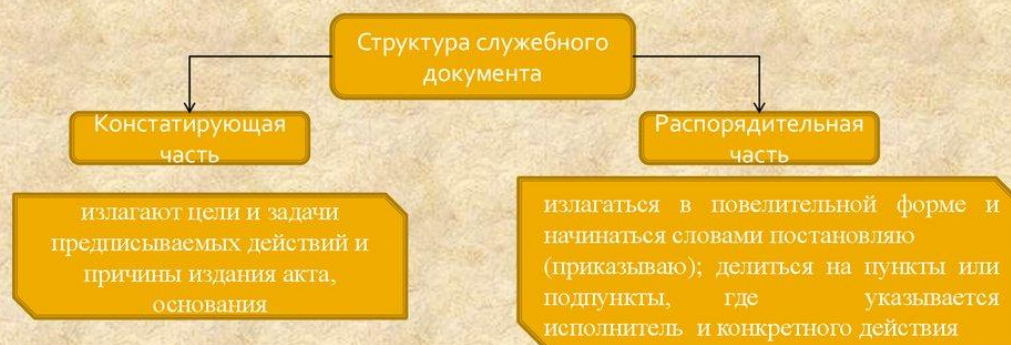 Структура служебного
документа
Констатирующая
часть
Распорядительная
часть
излагают цели и задачи
предписываемых действий и
причины издания акта,
основания
излагаться в повелительной форме и
начинаться словами постановляю
(приказываю); делиться на пункты или
подпункты, где указывается
исполнитель и конкретного действия